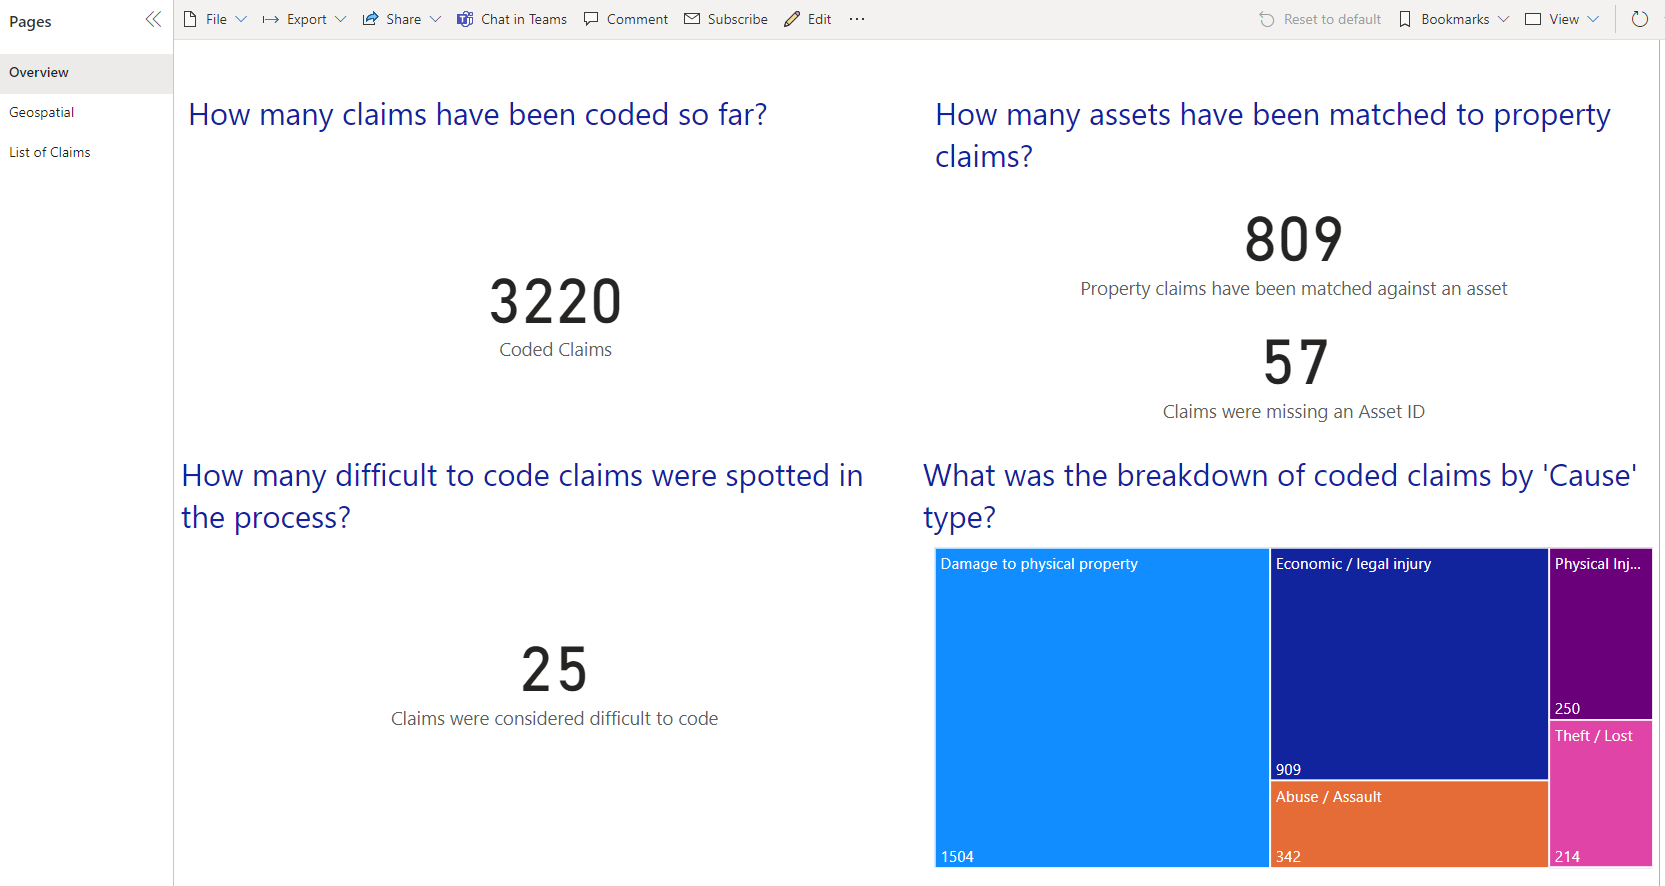 Pages
File
Export
Share
Chat in Teams
Comment
Subscribe
Edit
Reset to default
Bookmarks
View
Overview
Geospatial
List of Claims
How many claims have been coded so far?
3220
Coded Claims
How many assets have been matched to property
claims?
809
Property claims have been matched against an asset
57
Claims were missing an Asset ID
How many difficult to code claims were spotted in
the process?
25
Claims were considered difficult to code
What was the breakdown of coded claims by 'Cause'
type?
Damage to physical property
1504
Economic / legal injury
909
Abuse / Assault
342
Physical Inj...
250
Theft / Lost
214